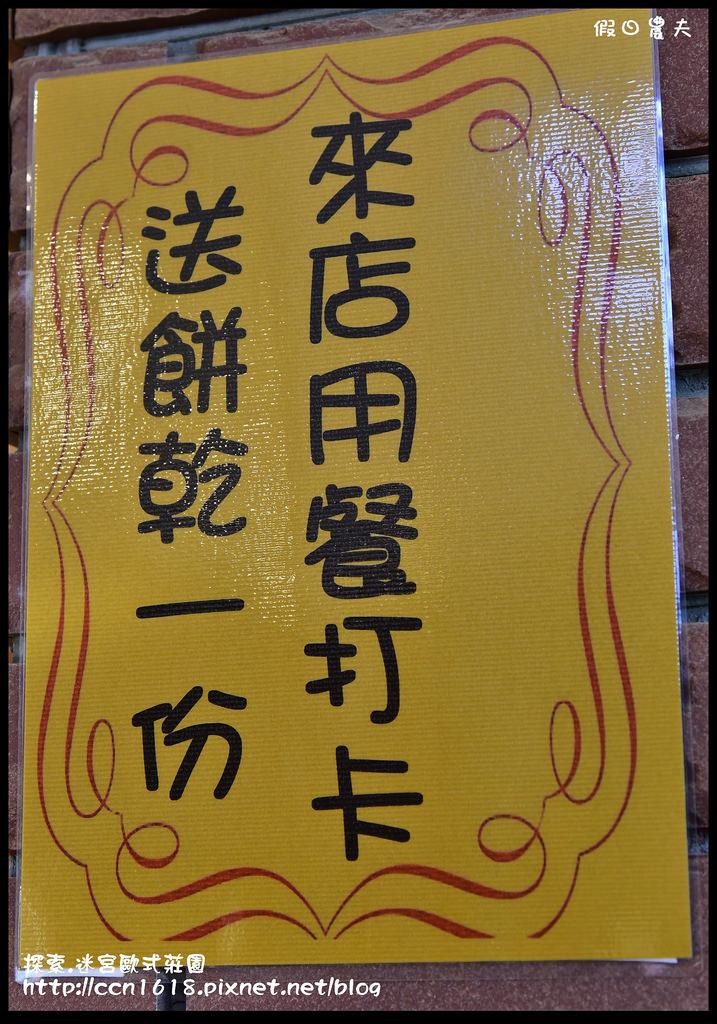 假日農夫
來店用餐打卡
送餅乾一份
探索.迷宮歐式莊園
http://ccn1618.pixnet.net/blog